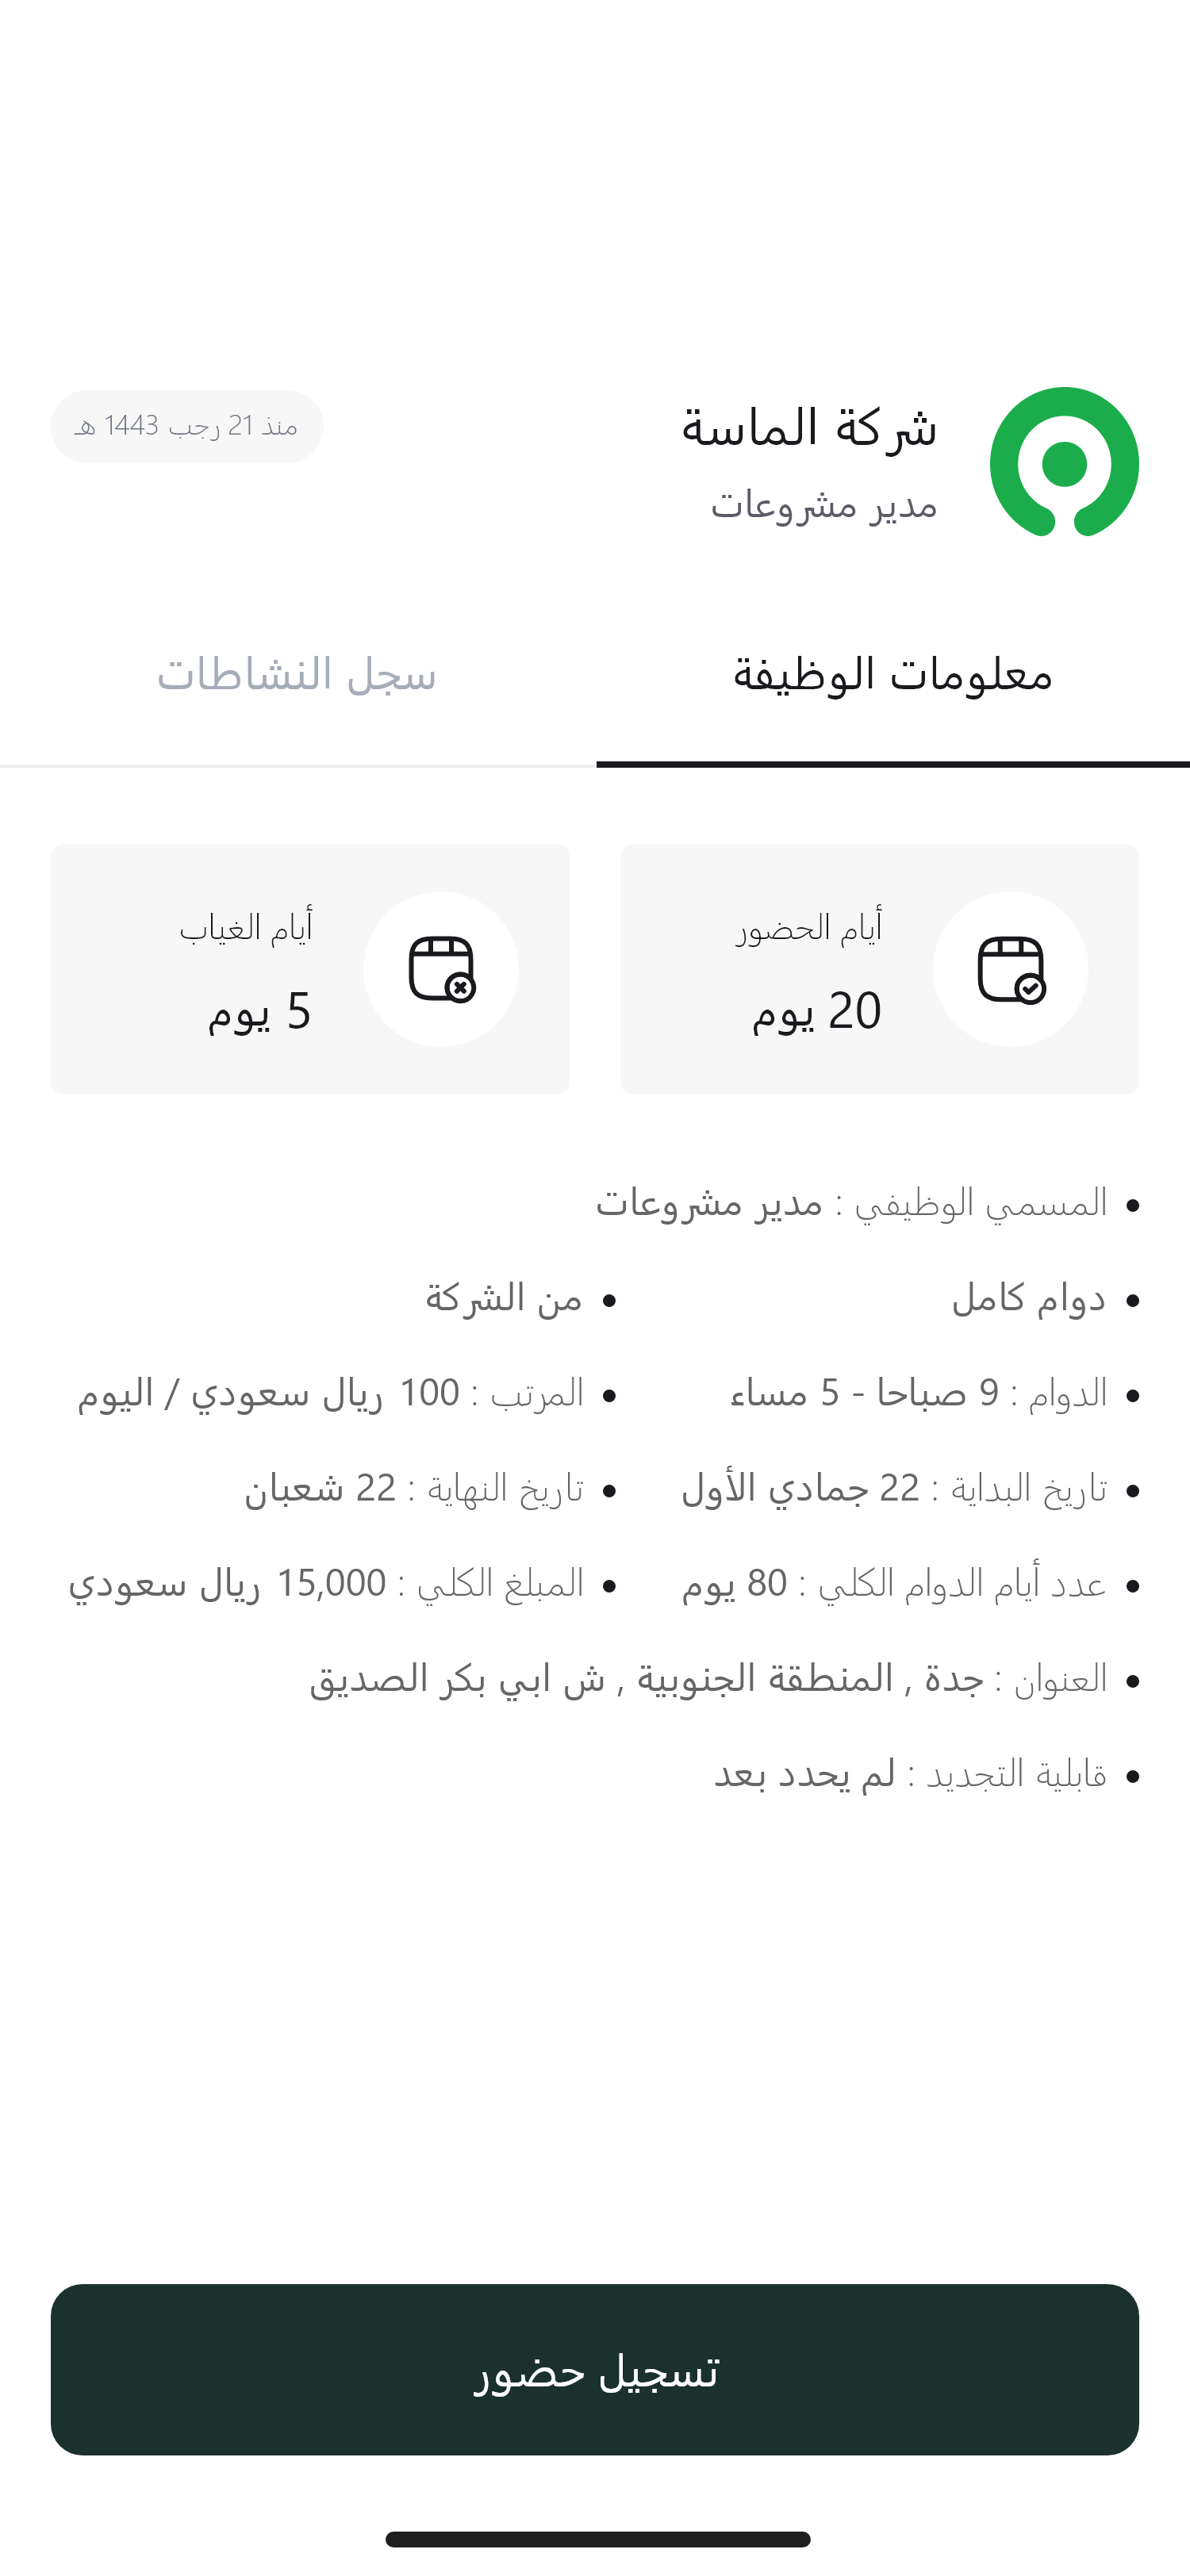 شركة الماسة
منذ 21 رجب 1443 هـ
مدير مشروعات
معلومات الوظيفة
سجل النشاطات
أيام الحضور
20 يوم
أيام الغياب
5 يوم
• المسمي الوظيفي : مدير مشروعات
• دوام كامل
• من الشركة
• الدوام : 9 صباحا - 5 مساء
• المرتب : 100 ريال سعودي / اليوم
• تاريخ البداية : 22 جمادي الأول
• تاريخ النهاية : 22 شعبان
• عدد أيام الدوام الكلي : 80 يوم
• المبلغ الكلي : 15,000 ريال سعودي
• العنوان : جدة , المنطقة الجنوبية , ش ابي بكر الصديق
• قابلية التجديد : لم يحدد بعد
تسجيل حضور